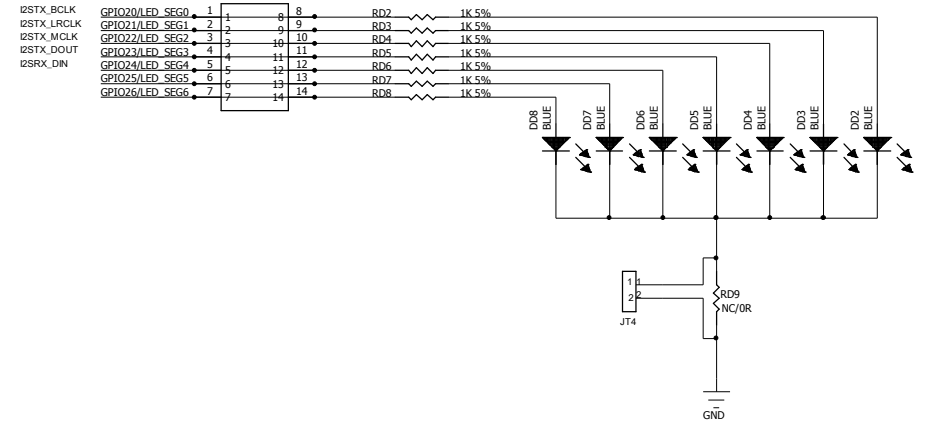 I2STX_BCLK GPIO20/LED_SEG0 1 1 8 8 RD2 1K 5%
I2STX_LRCLK GPIO21/LED_SEG1 2 2 9 9 RD3 1K 5%
I2STX_MCLK GPIO22/LED_SEG2 3 3 10 10 RD4 1K 5%
I2STX_DOUT GPIO23/LED_SEG3 4 4 11 11 RD5 1K 5%
I2SRX_DIN GPIO24/LED_SEG4 5 5 12 12 RD6 1K 5%
GPIO25/LED_SEG5 6 6 13 13 RD7 1K 5%
GPIO26/LED_SEG6 7 7 14 14 RD8 1K 5%
DD8 BLUE
DD7 BLUE
DD6 BLUE
DD5 BLUE
DD4 BLUE
DD3 BLUE
DD2 BLUE
1 1
2 2
JT4
RD9
NC/0R
GND